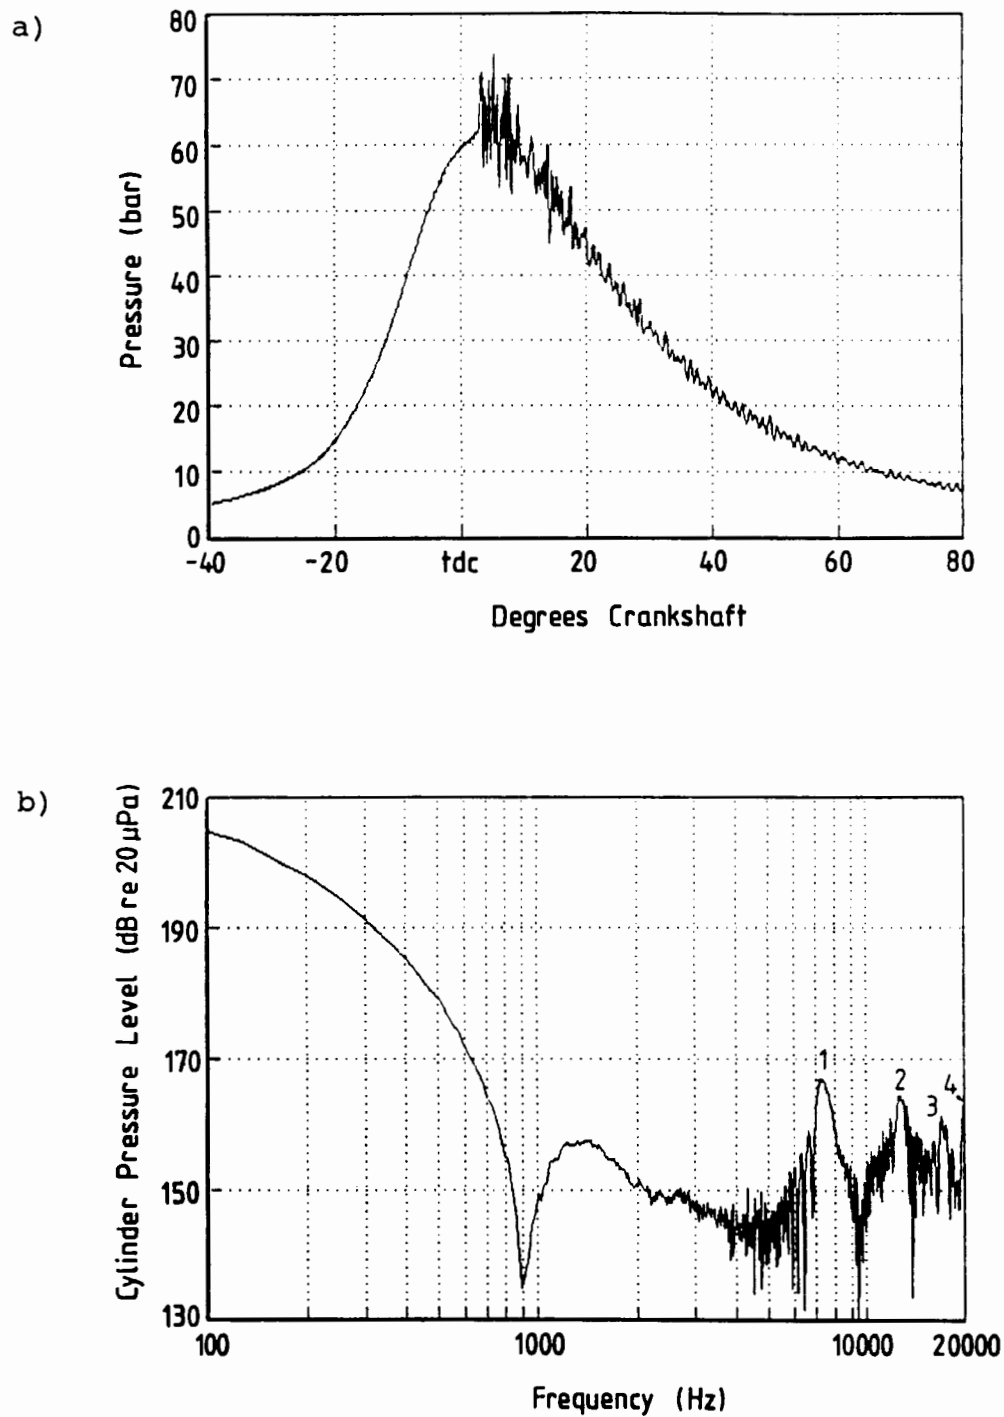 a)
80
70
60
50
40
30
20
10
0
Pressure (bar)
-40 -20 tdc 20 40 60 80
Degrees Crankshaft
b)
210
190
170
150
130
Cylinder Pressure Level (dB re 20 µPa)
1
2
3
4
100 1000 10000 20000
Frequency (Hz)